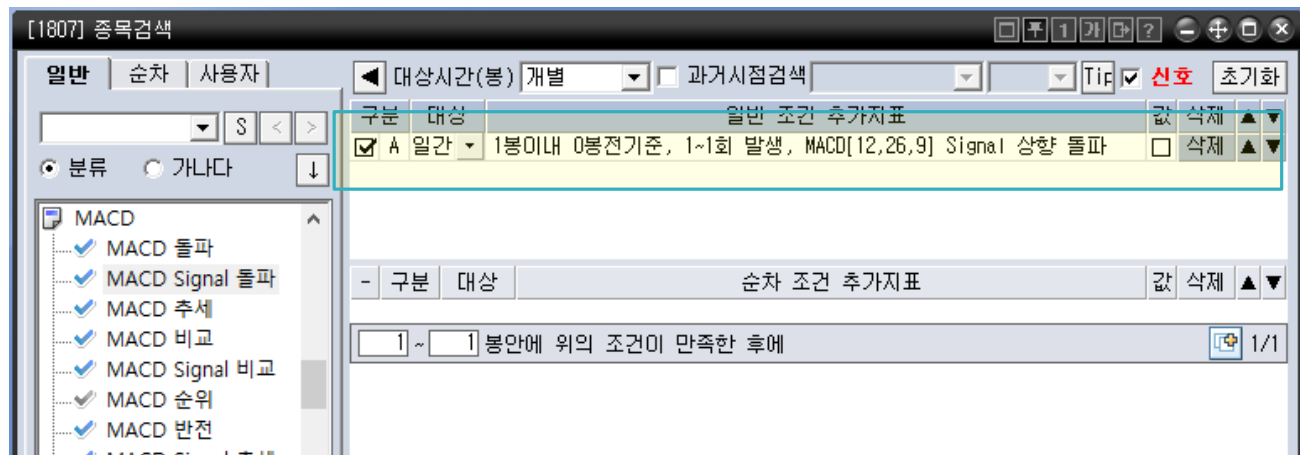 [1807] 종목검색
1 가 ?
일반 순차 사용자
대상시간(봉) 개별 과거시점검색 Tip 신호 초기화
S < >
분류 가나다 ↓
구분 대상 일반 조건 추가지표 값 삭제 ▲ ▼
A 일간 1봉이내 0봉전기준, 1~1회 발생, MACD[12,26,9] Signal 상향 돌파 삭제 ▲ ▼
MACD
MACD 돌파
MACD Signal 돌파
MACD 추세
MACD 비교
MACD Signal 비교
MACD 순위
MACD 반전
- 구분 대상 순차 조건 추가지표 값 삭제 ▲ ▼
1 ~ 1 봉안에 위의 조건이 만족한 후에 1/1